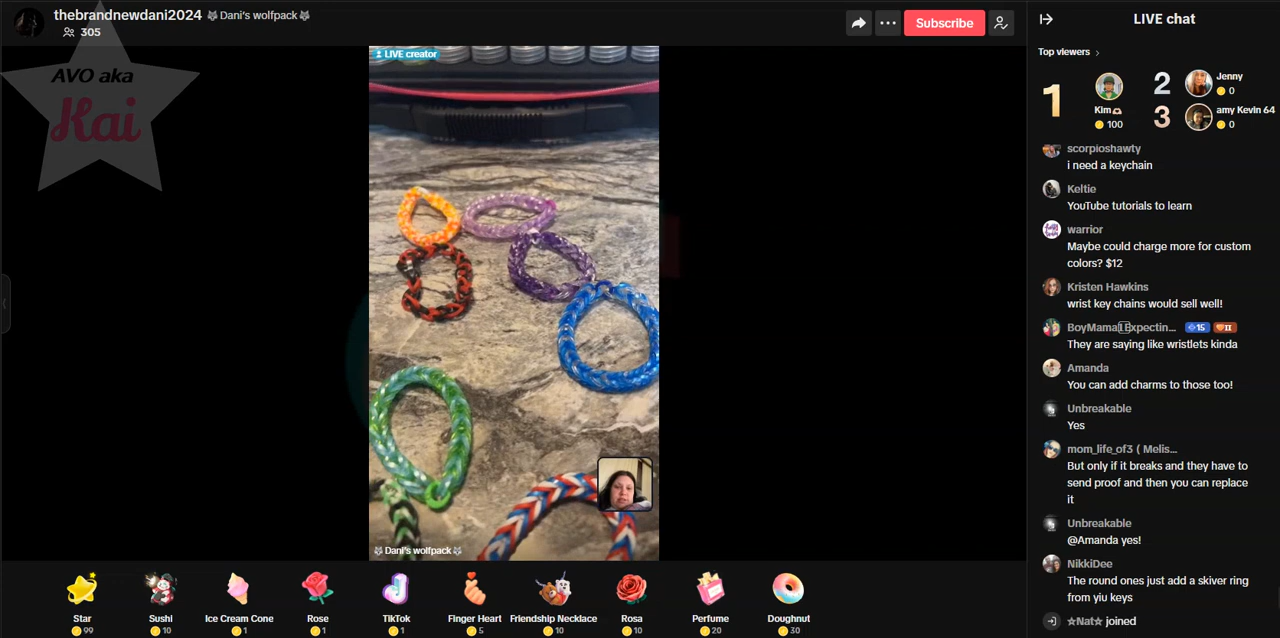 thebrandnewdani2024 🐺Dani's wolfpack🐺
305
Subscribe
AVO aka
Kai
LIVE creator
🐺Dani's wolfpack🐺
Star
99
Sushi
10
Ice Cream Cone
1
Rose
1
TikTok
1
Finger Heart
5
Friendship Necklace
10
Rosa
10
Perfume
20
Doughnut
30
LIVE chat
Top viewers >
1
Kim
100
2
Jenny
0
3
amy Kevin 64
0
scorpioshawty
i need a keychain
Keltie
YouTube tutorials to learn
warrior
Maybe could charge more for custom
colors? $12
Kristen Hawkins
wrist key chains would sell well!
BoyMama Expectin... 15 II
They are saying like wristlets kinda
Amanda
You can add charms to those too!
Unbreakable
Yes
mom_life_of3 ( Melis...
But only if it breaks and they have to
send proof and then you can replace
it
Unbreakable
@Amanda yes!
NikkiDee
The round ones just add a skiver ring
from yiu keys
☆Nat☆ joined